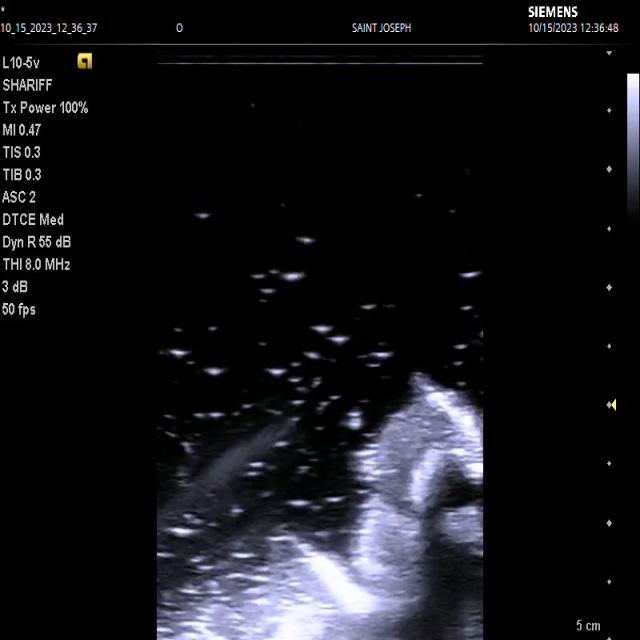 *
SIEMENS
10_15_2023_12_36_37 O SAINT JOSEPH 10/15/2023 12:36:48
L10-5v
SHARIFF
Tx Power 100%
MI 0.47
TIS 0.3
TIB 0.3
ASC 2
DTCE Med
Dyn R 55 dB
THI 8.0 MHz
3 dB
50 fps
5 cm